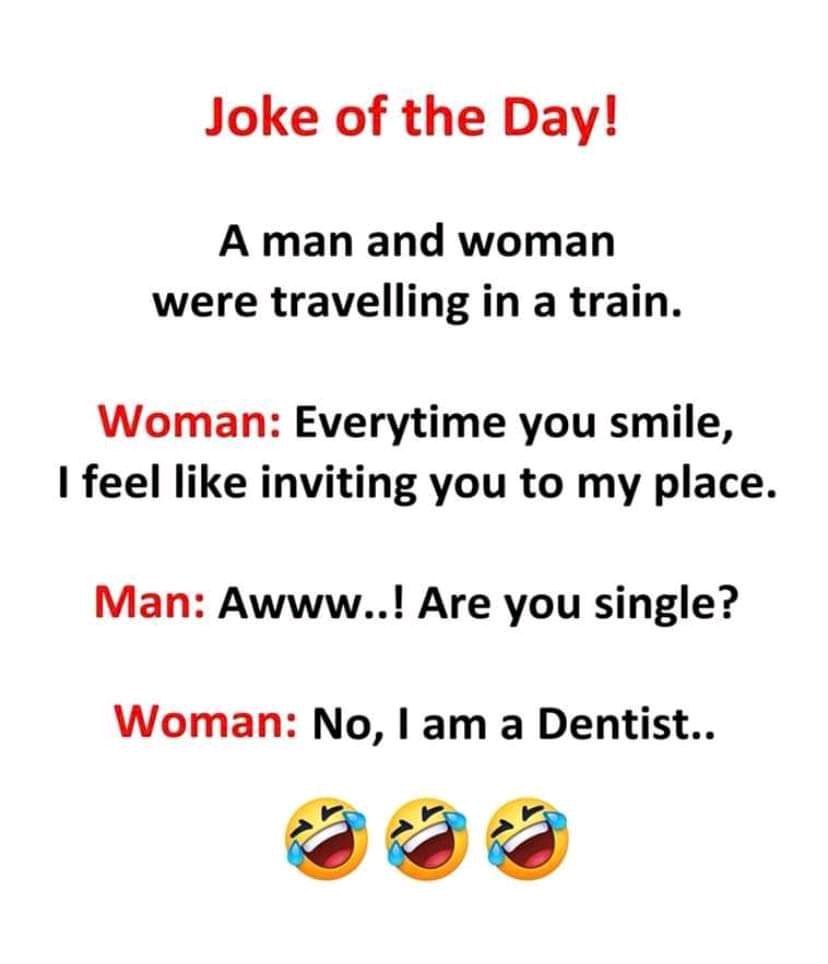 Joke of the Day!
A man and woman
were travelling in a train.
Woman: Everytime you smile,
I feel like inviting you to my place.
Man: Awww..! Are you single?
Woman: No, I am a Dentist..